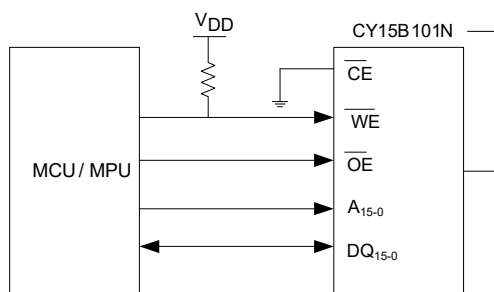 VDD
CY15B101N
CE
WE
MCU / MPU
OE
A15-0
DQ15-0